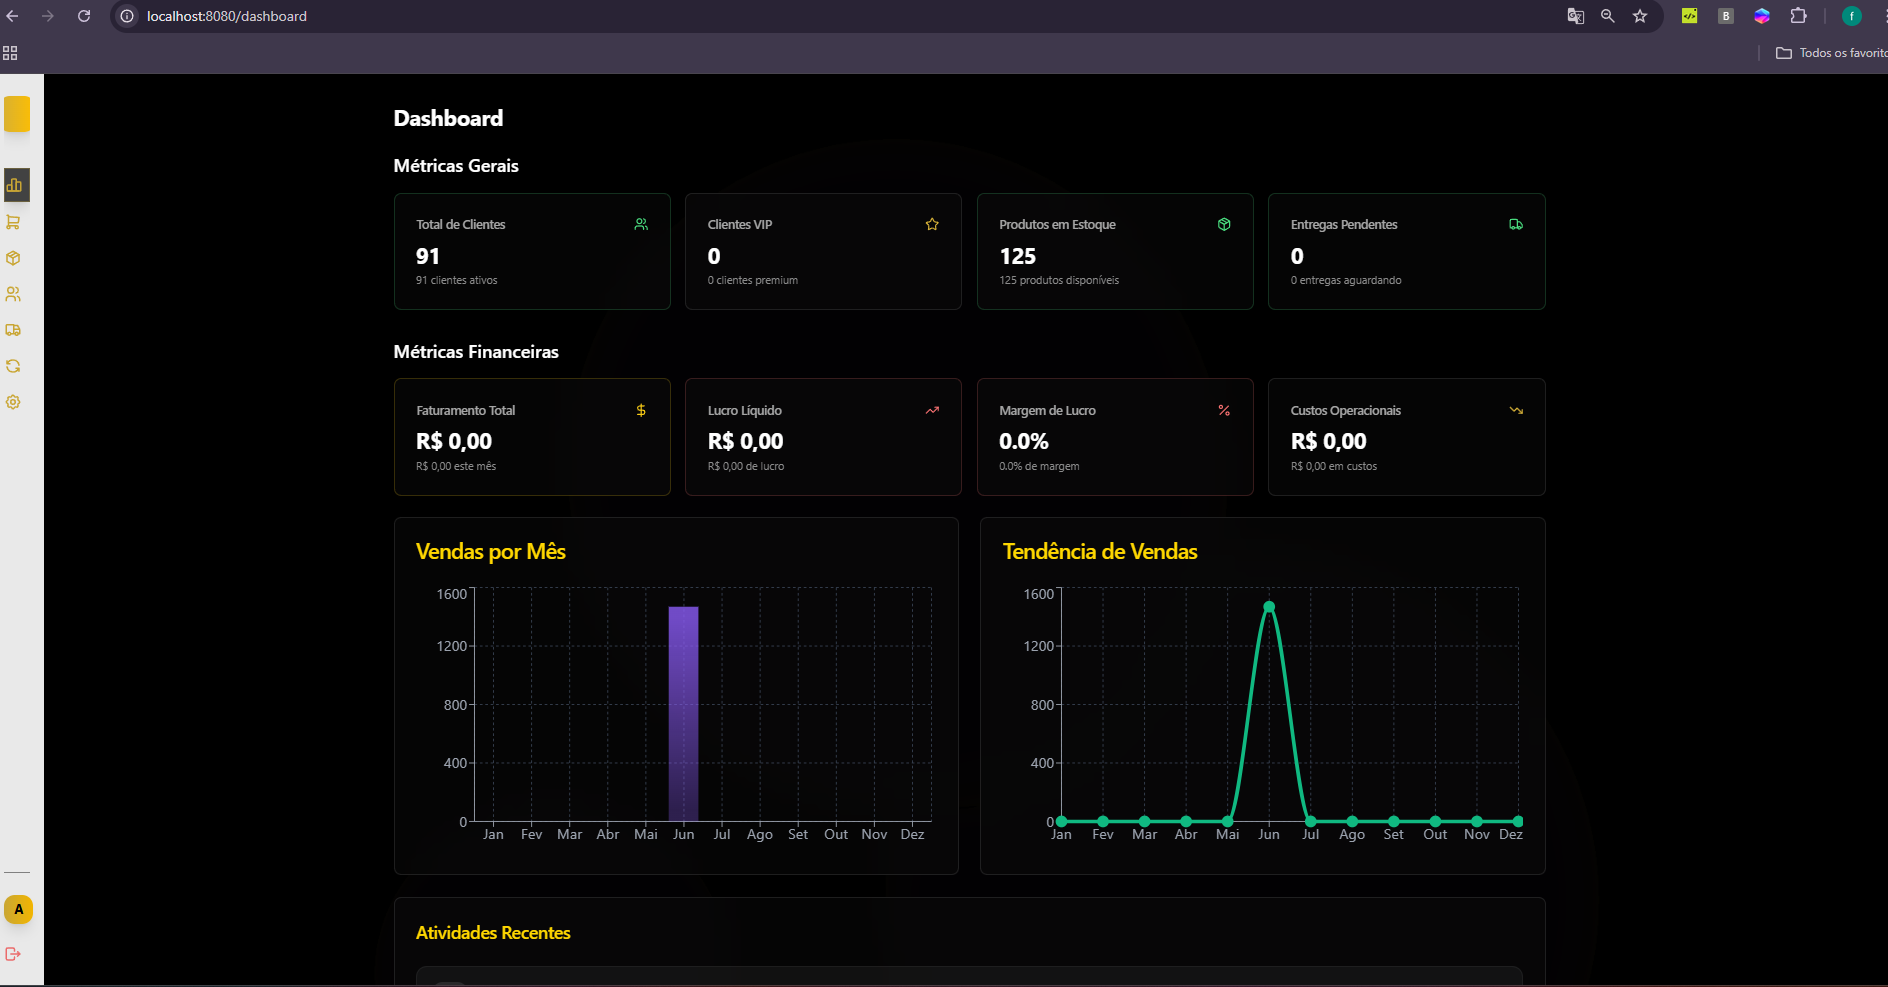 localhost:8080/dashboard
B
f
Todos os favorito
Dashboard
Métricas Gerais
Total de Clientes
91
91 clientes ativos
Clientes VIP
0
0 clientes premium
Produtos em Estoque
125
125 produtos disponíveis
Entregas Pendentes
0
0 entregas aguardando
Métricas Financeiras
Faturamento Total
R$ 0,00
R$ 0,00 este mês
Lucro Líquido
R$ 0,00
R$ 0,00 de lucro
Margem de Lucro
0.0%
0.0% de margem
Custos Operacionais
R$ 0,00
R$ 0,00 em custos
Vendas por Mês
1600
1200
800
400
0
Jan Fev Mar Abr Mai Jun Jul Ago Set Out Nov Dez
Tendência de Vendas
1600
1200
800
400
0
Jan Fev Mar Abr Mai Jun Jul Ago Set Out Nov Dez
A
Atividades Recentes